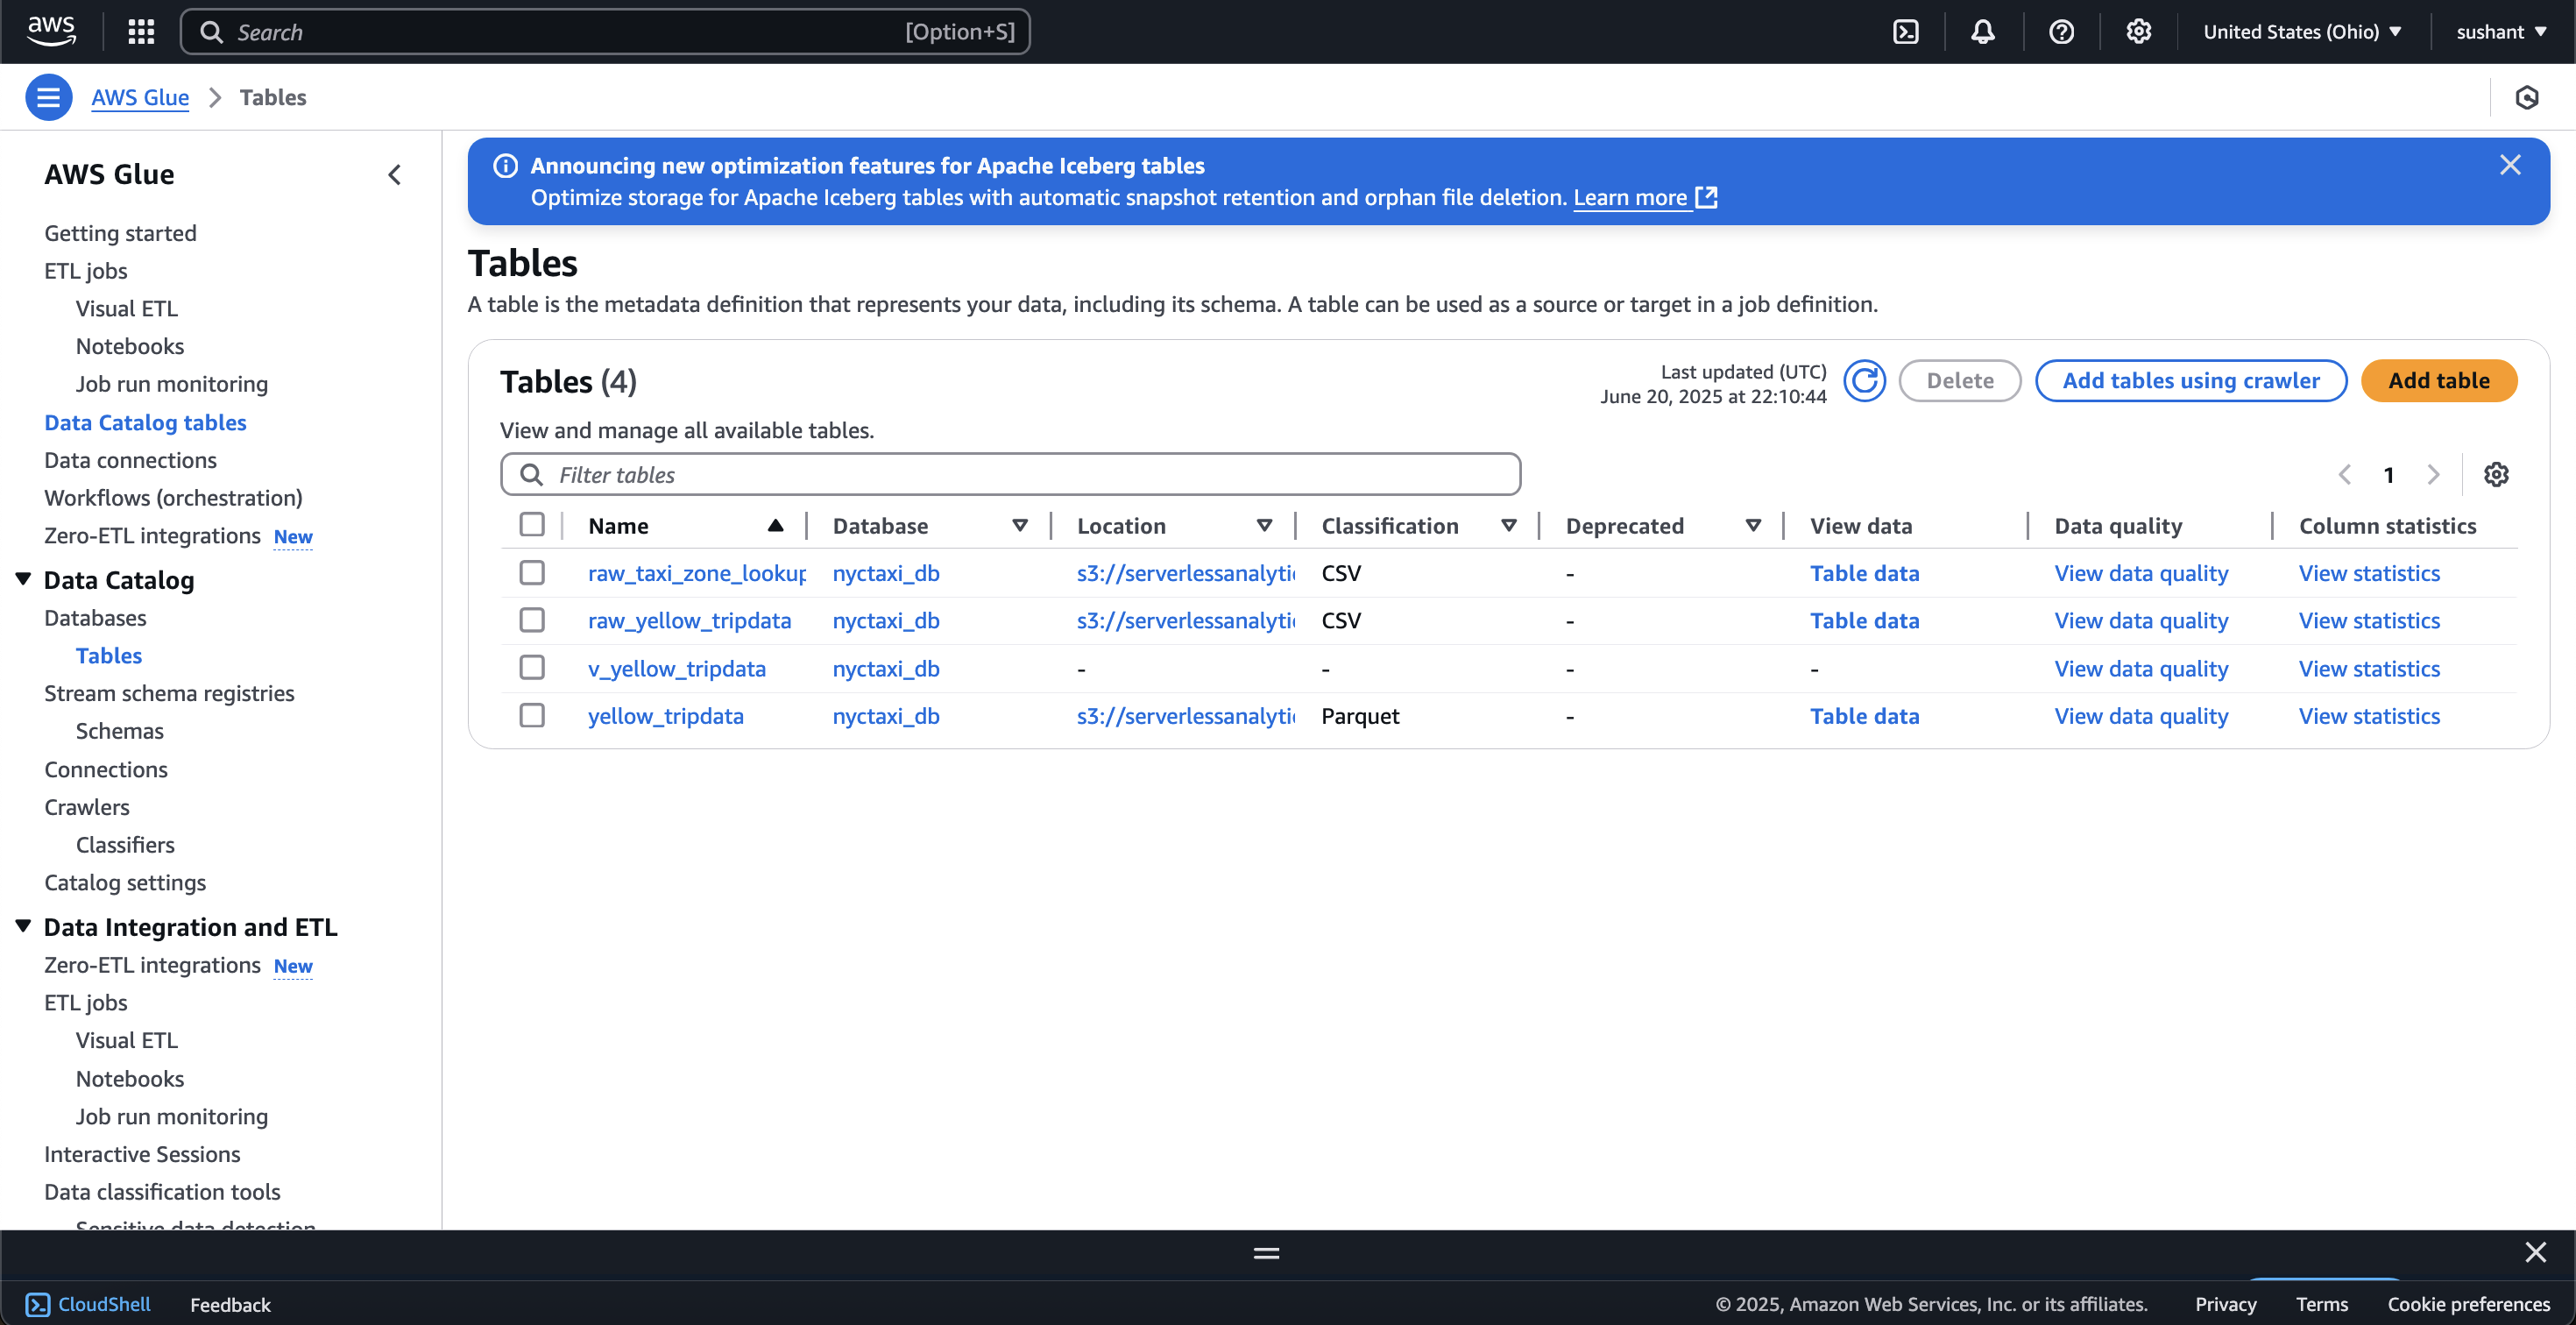 aws
Search [Option+S]
United States (Ohio)
sushant
AWS Glue > Tables
AWS Glue
Getting started
ETL jobs
Visual ETL
Notebooks
Job run monitoring
Data Catalog tables
Data connections
Workflows (orchestration)
Zero-ETL integrations New
Data Catalog
Databases
Tables
Stream schema registries
Schemas
Connections
Crawlers
Classifiers
Catalog settings
Data Integration and ETL
Zero-ETL integrations New
ETL jobs
Visual ETL
Notebooks
Job run monitoring
Interactive Sessions
Data classification tools
Sensitive data detection
Announcing new optimization features for Apache Iceberg tables
Optimize storage for Apache Iceberg tables with automatic snapshot retention and orphan file deletion. Learn more
Tables
A table is the metadata definition that represents your data, including its schema. A table can be used as a source or target in a job definition.
Tables (4)
Last updated (UTC)
June 20, 2025 at 22:10:44
Delete
Add tables using crawler
Add table
View and manage all available tables.
Filter tables
1
Name Database Location Classification Deprecated View data Data quality Column statistics
raw_taxi_zone_lookup nyctaxi_db s3://serverlessanalytic CSV - Table data View data quality View statistics
raw_yellow_tripdata nyctaxi_db s3://serverlessanalytic CSV - Table data View data quality View statistics
v_yellow_tripdata nyctaxi_db - - - - View data quality View statistics
yellow_tripdata nyctaxi_db s3://serverlessanalytic Parquet - Table data View data quality View statistics
CloudShell Feedback © 2025, Amazon Web Services, Inc. or its affiliates. Privacy Terms Cookie preferences